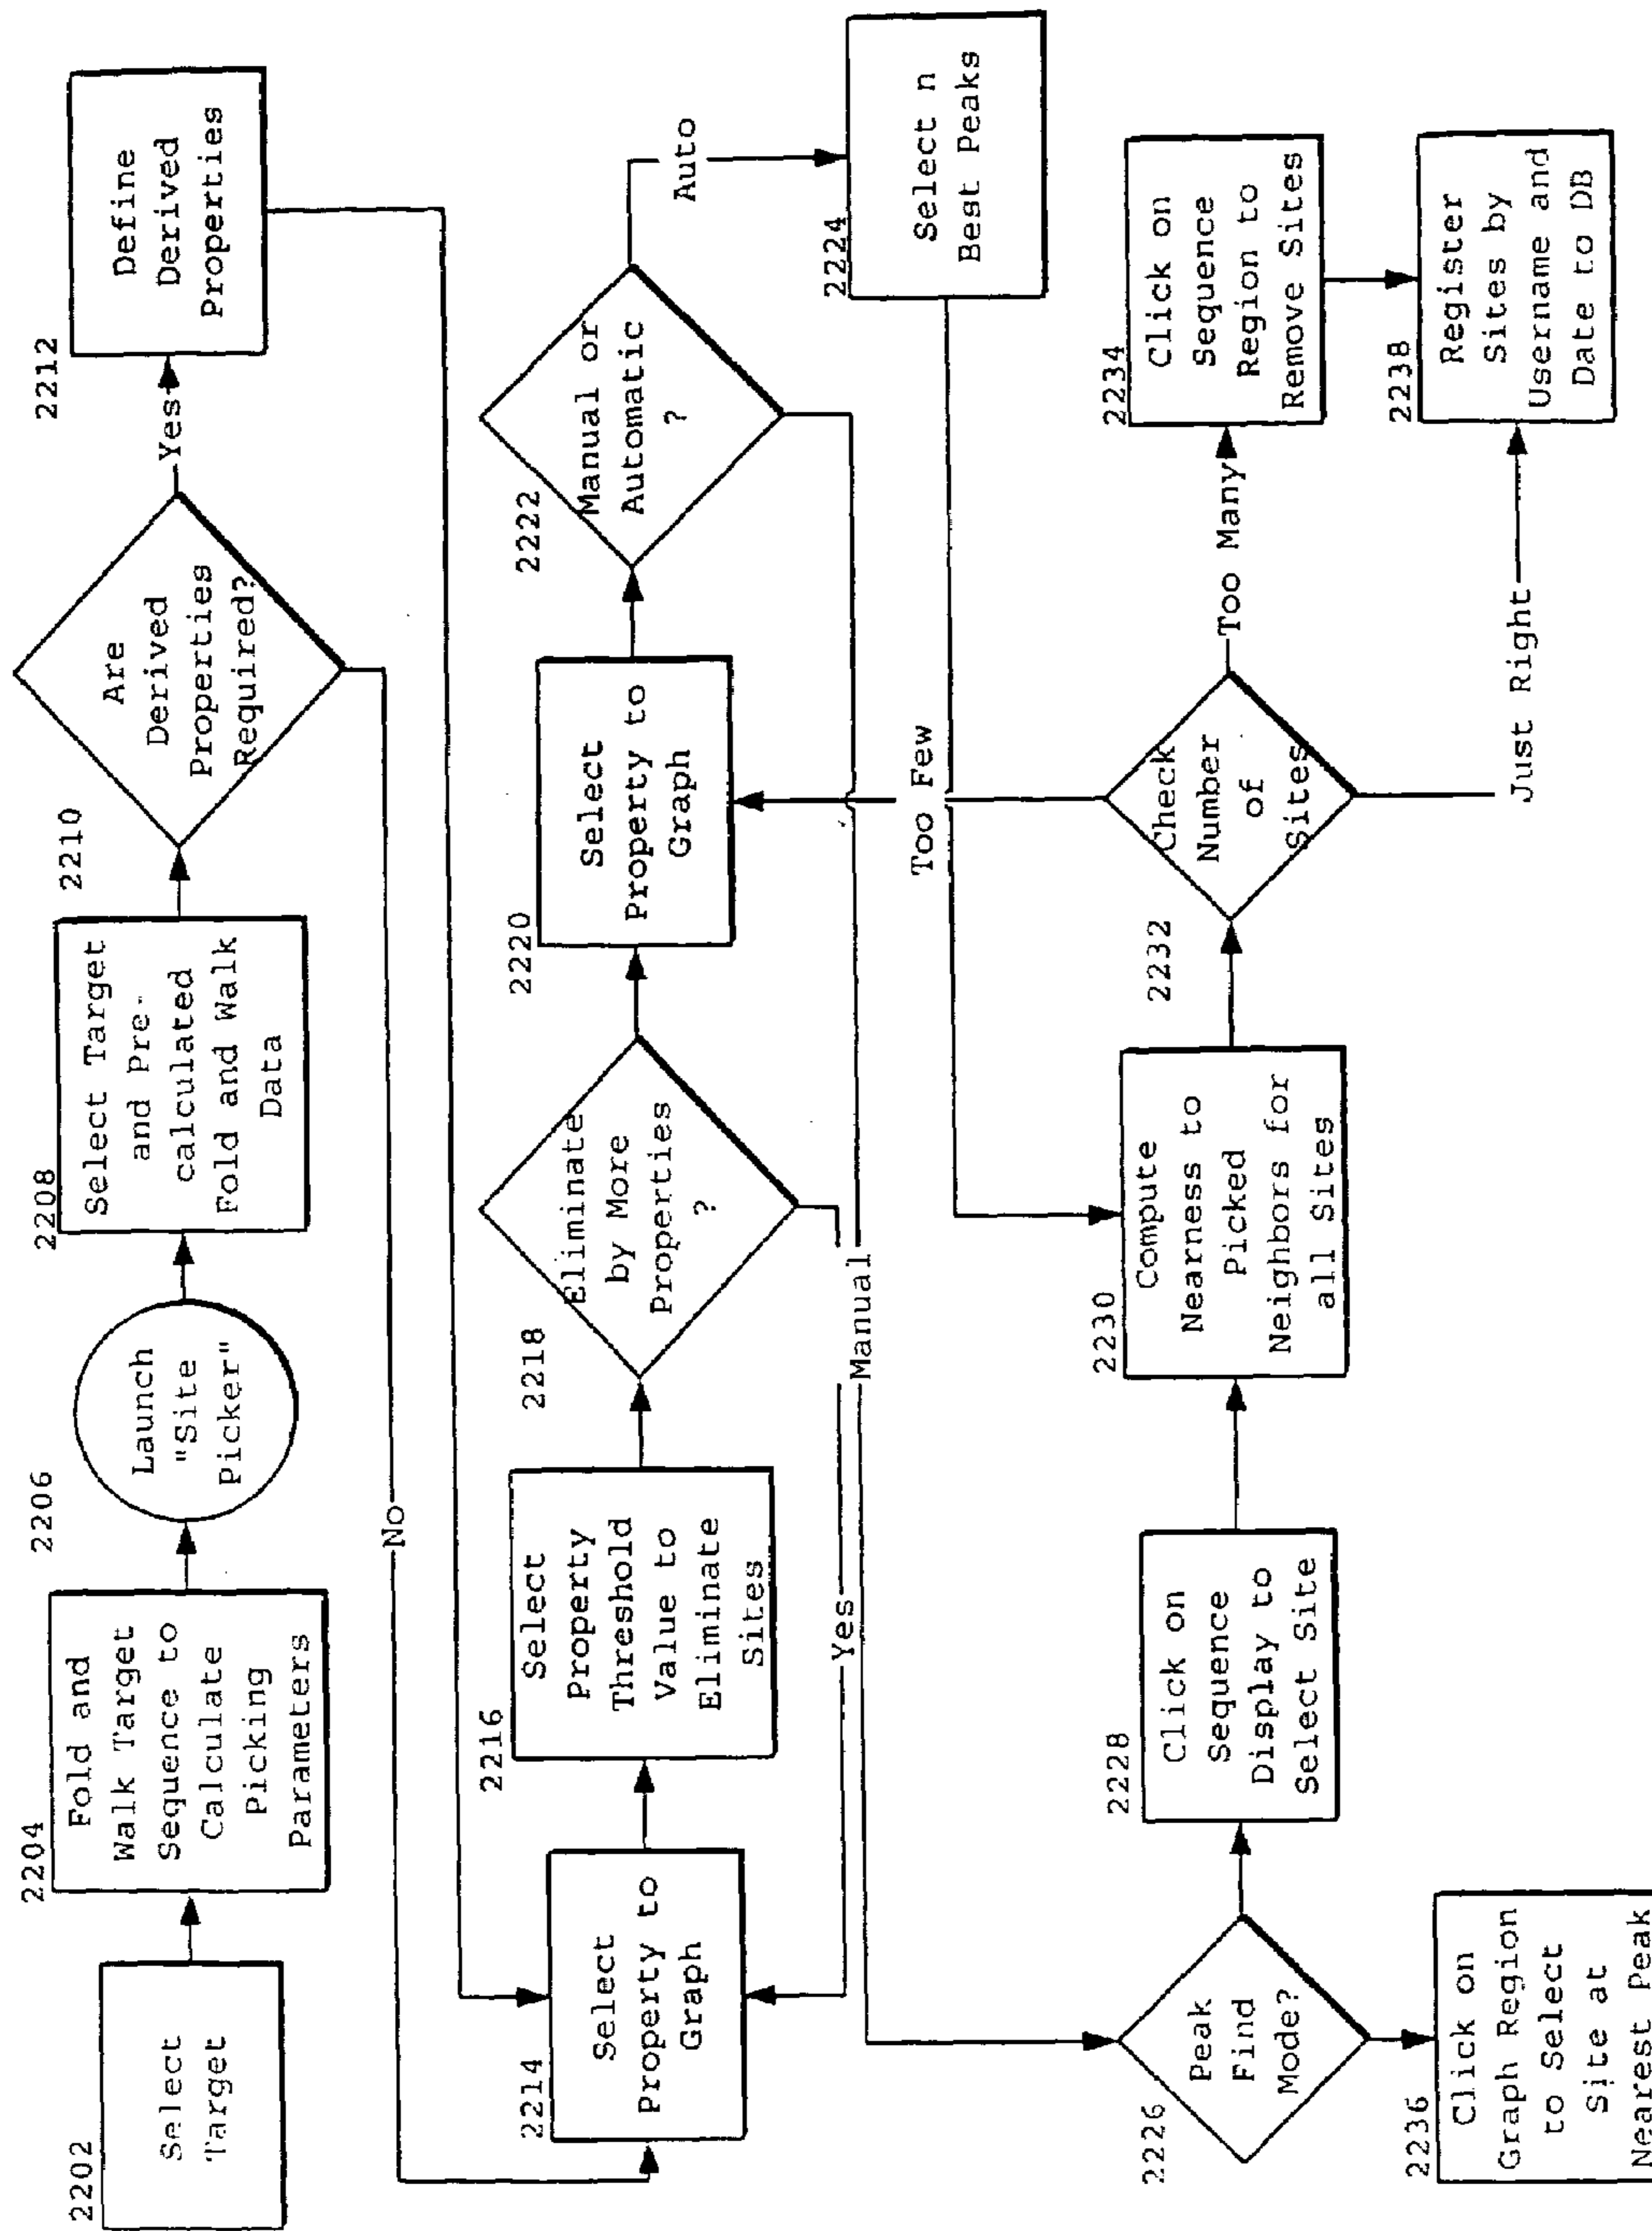 2202
Select
Target
2204
Fold and
Walk Target
Sequence to
Calculate
Picking
Parameters
2206
Launch
"Site
Picker"
2208
Select Target
and Pre-
calculated
Fold and Walk
Data
2210
Are
Derived
Properties
Required?
Yes
No
2212
Define
Derived
Properties
2214
Select
Property to
Graph
2216
Select
Property
Threshold
Value to
Eliminate
Sites
2218
Eliminate
by More
Properties
?
Yes
2220
Select
Property to
Graph
2222
Manual or
Automatic
?
Auto
Manual
2224
Select n
Best Peaks
2226
Peak
Find
Mode?
2228
Click on
Sequence
Display to
Select Site
2230
Compute
Nearness to
Picked
Neighbors for
all Sites
2232
Check
Number
of
Sites
Too Few
Too Many
Just Right
2234
Click on
Sequence
Region to
Remove Sites
2236
Click on
Graph Region
to Select
Site at
Nearest Peak
2238
Register
Sites by
Username and
Date to DB